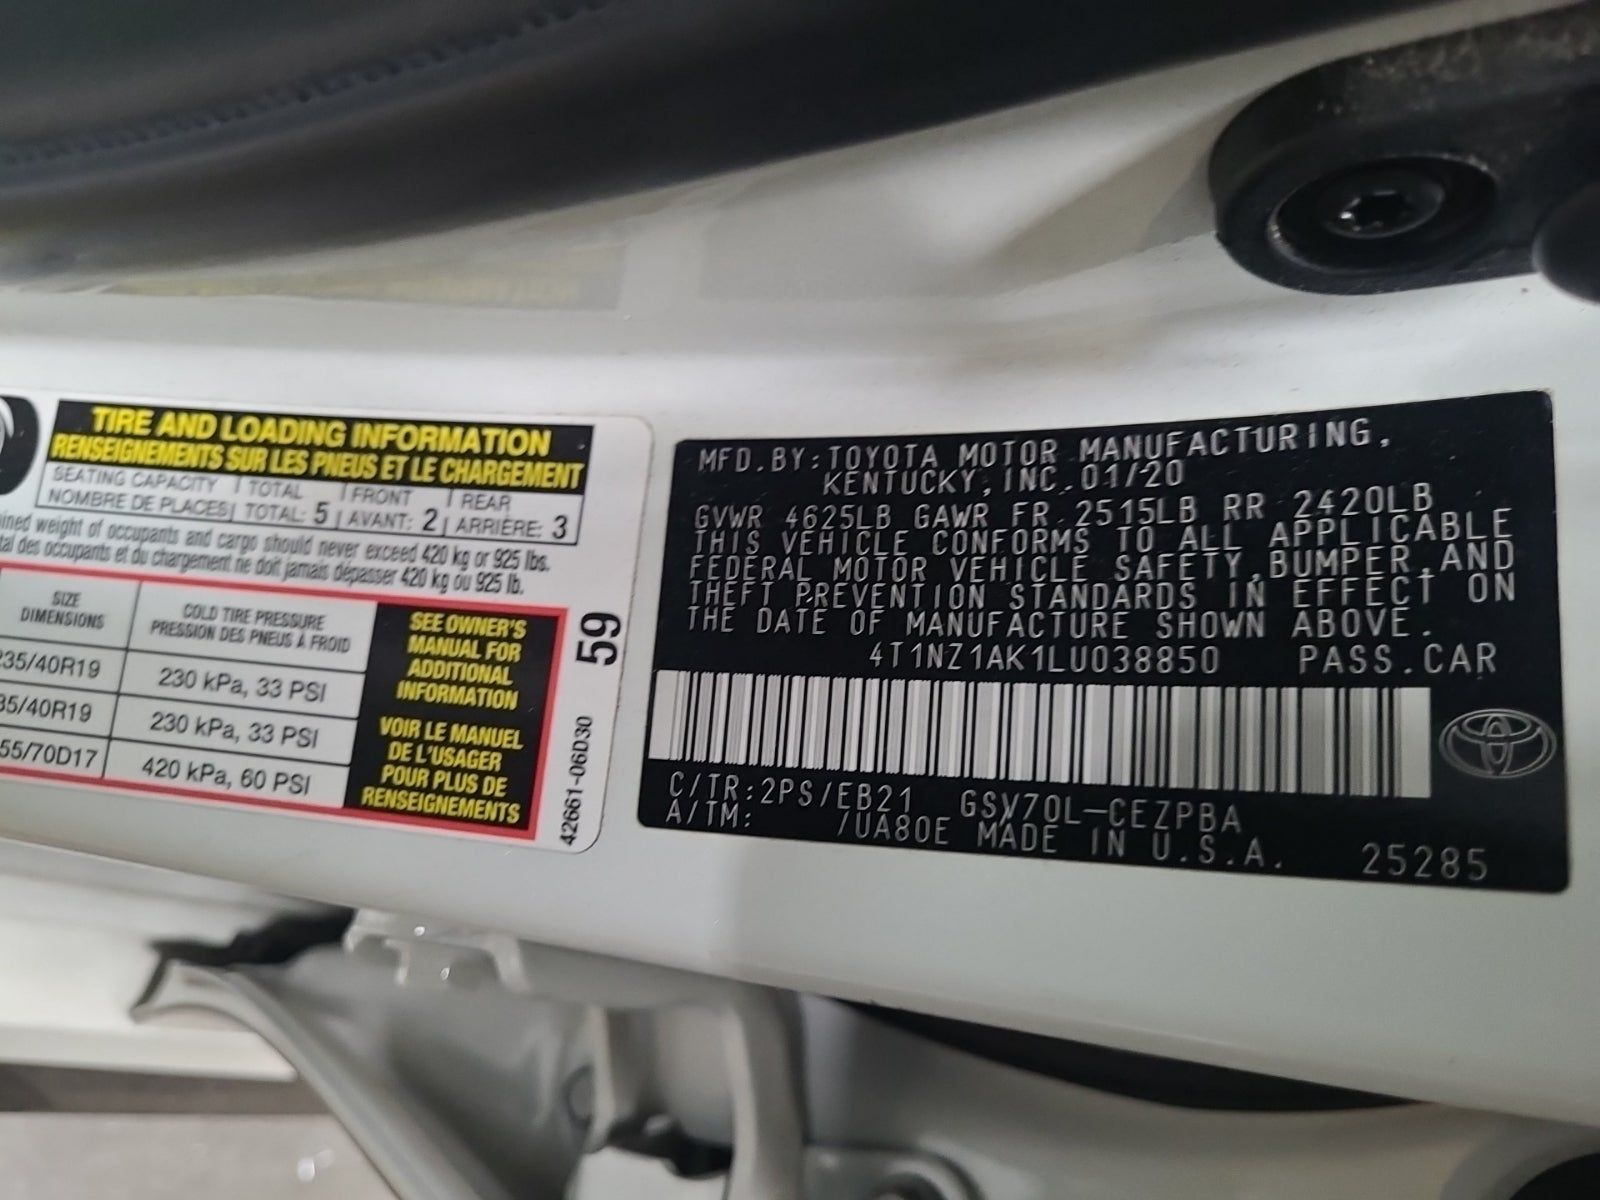 TIRE AND LOADING INFORMATION
RENSEIGNEMENTS SUR LES PNEUS ET LE CHARGEMENT
SEATING CAPACITY TOTAL FRONT REAR
NOMBRE DE PLACES TOTAL: 5 AVANT: 2 ARRIÈRE: 3
weight of occupants and cargo should never exceed 420 kg or 925 lbs.
des occupants et du chargement ne doit jamais dépasser 420 kg ou 925 lb.
SIZE
DIMENSIONS
COLD TIRE PRESSURE
PRESSION DES PNEUS À FROID
35/40R19 230 kPa, 33 PSI
35/40R19 230 kPa, 33 PSI
55/70D17 420 kPa, 60 PSI
SEE OWNER'S
MANUAL FOR
ADDITIONAL
INFORMATION
VOIR LE MANUEL
DE L'USAGER
POUR PLUS DE
RENSEIGNEMENTS
59
42661-06D30
MFD.BY:TOYOTA MOTOR MANUFACTURING,
KENTUCKY,INC.01/20
GVWR 4625LB GAWR FR 2515LB RR 2420LB
THIS VEHICLE CONFORMS TO ALL APPLICABLE
FEDERAL MOTOR VEHICLE SAFETY,BUMPER,AND
THEFT PREVENTION STANDARDS IN EFFECT ON
THE DATE OF MANUFACTURE SHOWN ABOVE.
4T1NZ1AK1LU038850 PASS.CAR
C/TR:2PS/EB21 GSV70L-CEZPBA
A/TM: /UA80E MADE IN U.S.A.
25285